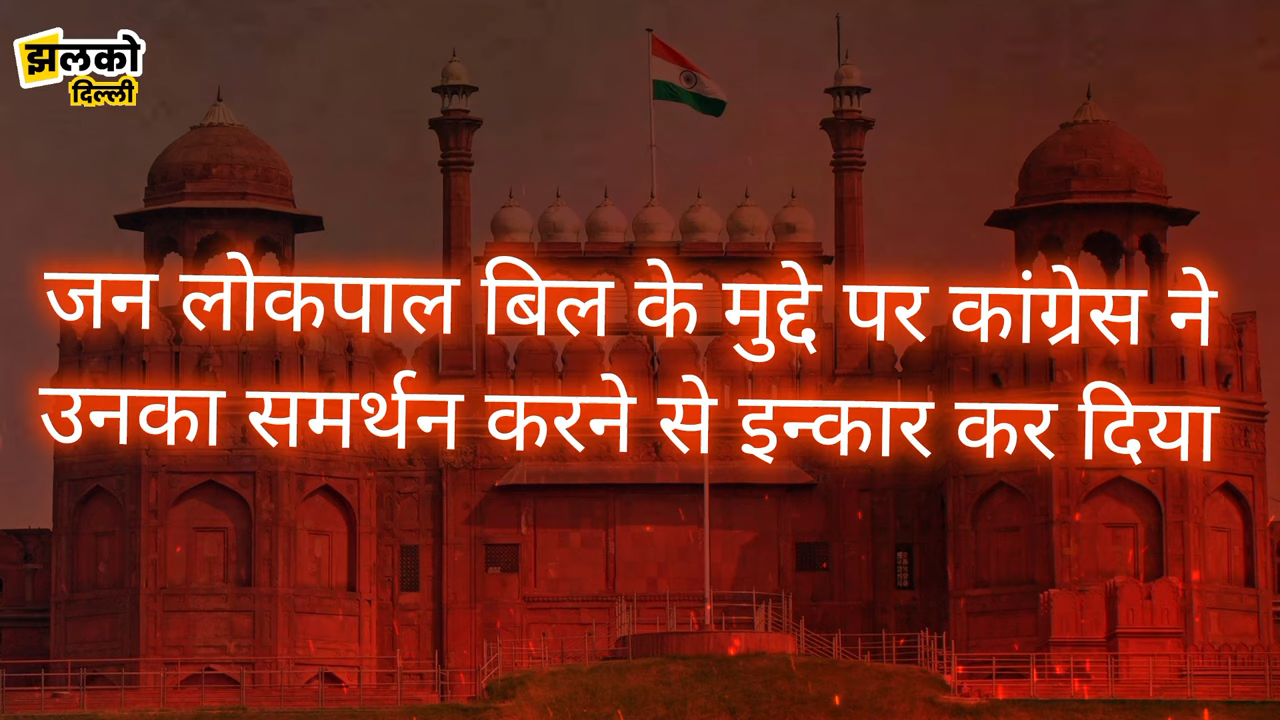 झलको
दिल्ली
जन लोकपाल बिल के मुद्दे पर कांग्रेस ने
उनका समर्थन करने से इन्कार कर दिया